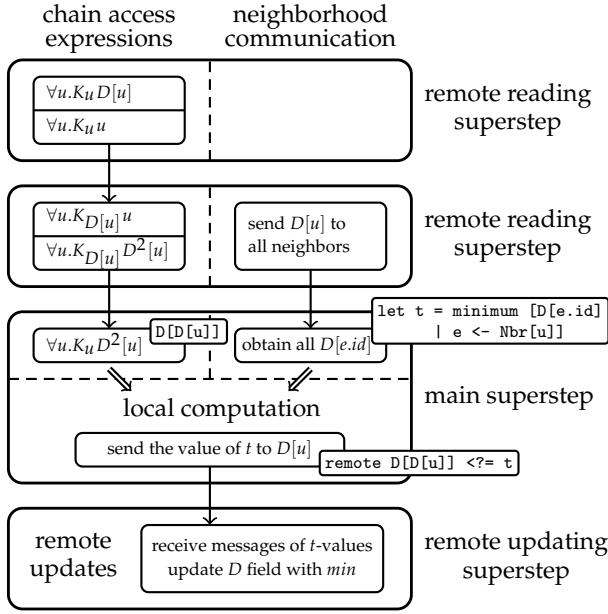 chain access
expressions
neighborhood
communication
∀u.K_u D[u]
∀u.K_u u
remote reading
superstep
∀u.K_{D[u]} u
∀u.K_{D[u]} D²[u]
send D[u] to
all neighbors
remote reading
superstep
∀u.K_u D²[u]
D[D[u]]
obtain all D[e.id]
let t = minimum [D[e.id]
| e <- Nbr[u]]
local computation
main superstep
send the value of t to D[u]
remote D[D[u]] <?= t
remote
updates
receive messages of t-values
update D field with min
remote updating
superstep